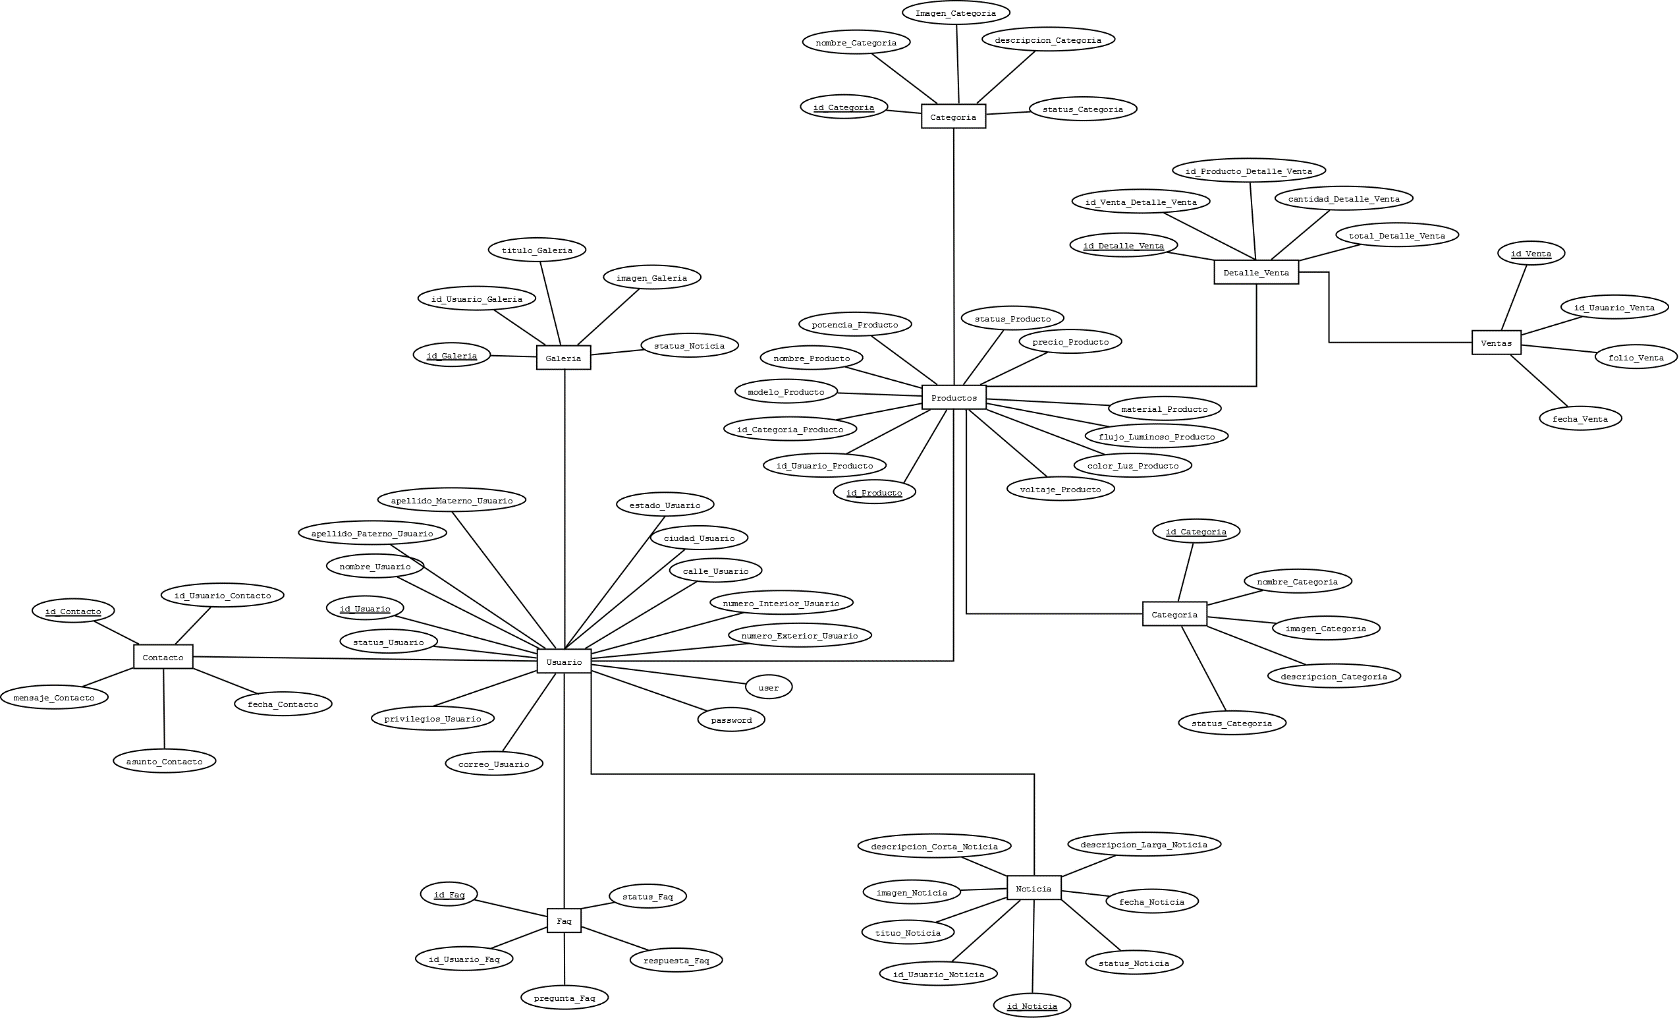 Imagen_Categoria
nombre_Categoria
descripcion_Categoria
id_Categoria
status_Categoria
Categoria
id_Producto_Detalle_Venta
id_Venta_Detalle_Venta
cantidad_Detalle_Venta
id_Detalle_Venta
total_Detalle_Venta
Detalle_Venta
id_Venta
id_Usuario_Venta
Ventas
folio_Venta
fecha_Venta
titulo_Galeria
imagen_Galeria
id_Usuario_Galeria
id_Galeria
status_Noticia
Galeria
potencia_Producto
status_Producto
nombre_Producto
precio_Producto
modelo_Producto
Productos
material_Producto
id_Categoria_Producto
flujo_Luminoso_Producto
id_Usuario_Producto
color_Luz_Producto
id_Producto
voltaje_Producto
apellido_Materno_Usuario
estado_Usuario
apellido_Paterno_Usuario
ciudad_Usuario
nombre_Usuario
calle_Usuario
id_Usuario
numero_Interior_Usuario
status_Usuario
numero_Exterior_Usuario
Usuario
user
privilegios_Usuario
password
correo_Usuario
id_Contacto
id_Usuario_Contacto
Contacto
mensaje_Contacto
fecha_Contacto
asunto_Contacto
id_Categoria
nombre_Categoria
Categoria
imagen_Categoria
descripcion_Categoria
status_Categoria
id_Faq
status_Faq
Faq
id_Usuario_Faq
respuesta_Faq
pregunta_Faq
descripcion_Corta_Noticia
descripcion_Larga_Noticia
imagen_Noticia
Noticia
fecha_Noticia
tituo_Noticia
id_Usuario_Noticia
status_Noticia
id_Noticia